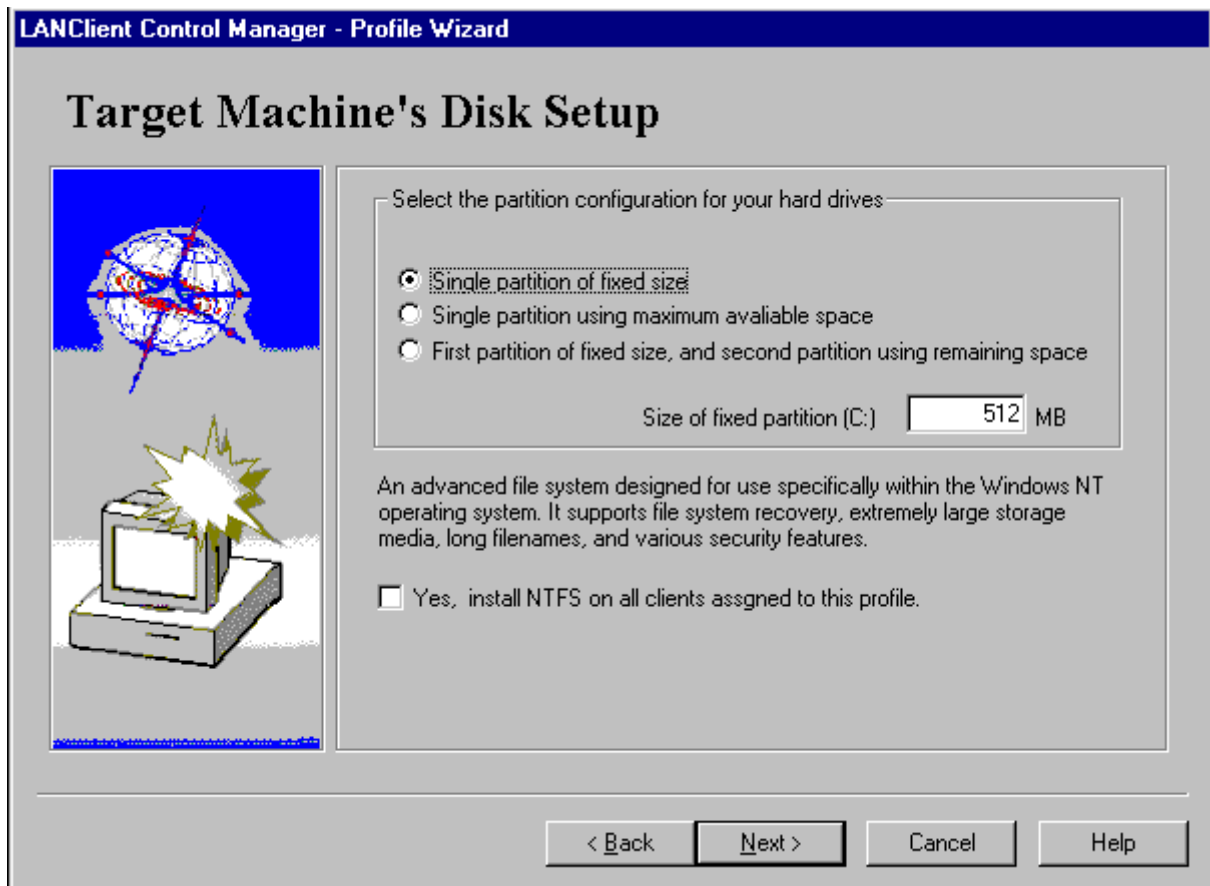 LANClient Control Manager - Profile Wizard
Target Machine's Disk Setup
Select the partition configuration for your hard drives
Single partition of fixed size
Single partition using maximum avaliable space
First partition of fixed size, and second partition using remaining space
Size of fixed partition (C:) 512 MB
An advanced file system designed for use specifically within the Windows NT
operating system. It supports file system recovery, extremely large storage
media, long filenames, and various security features.
Yes, install NTFS on all clients assgned to this profile.
< Back Next > Cancel Help